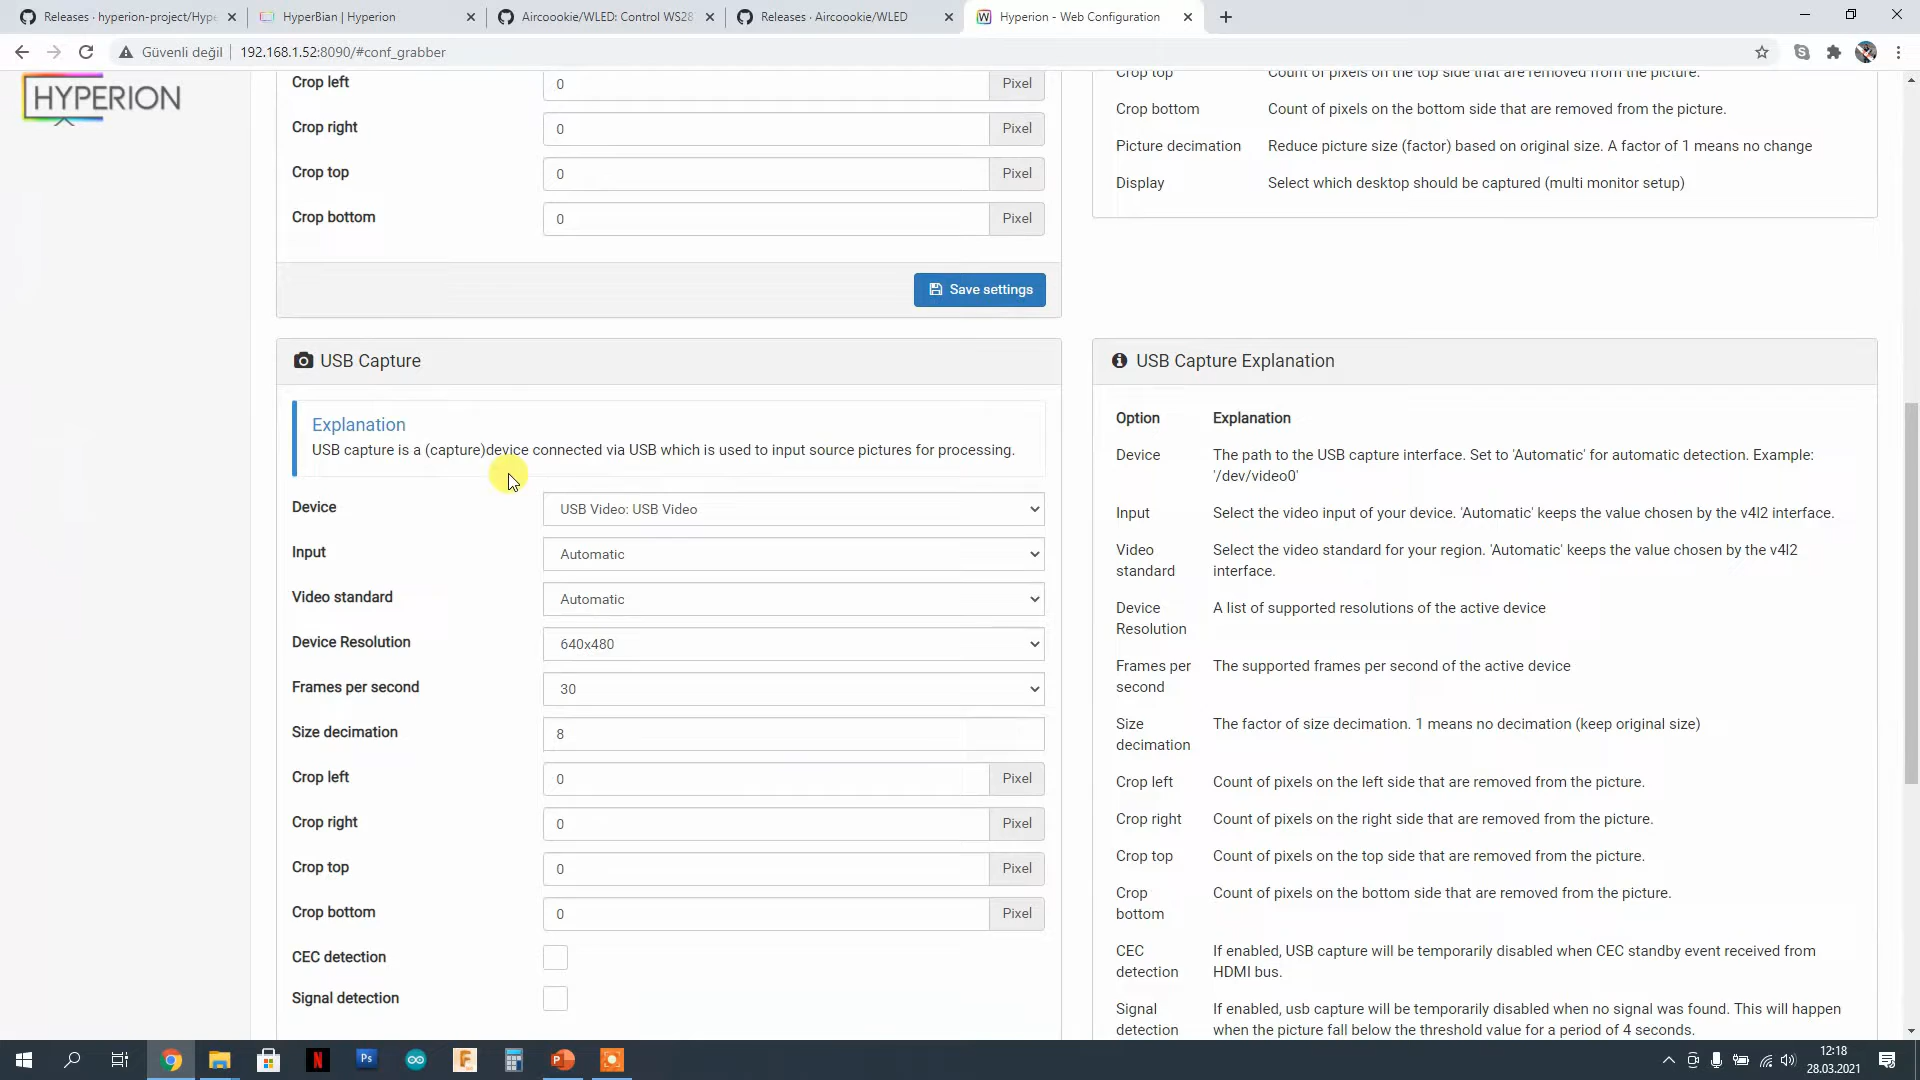 Releases · hyperion-project/Hype
HyperBian | Hyperion
Aircoookie/WLED: Control WS28
Releases · Aircoookie/WLED
Hyperion - Web Configuration
Güvenli değil
192.168.1.52:8090/#conf_grabber
HYPERION
Crop left
0
Pixel
Crop right
0
Pixel
Crop top
0
Pixel
Crop bottom
0
Pixel
Save settings
Crop top
Count of pixels on the top side that are removed from the picture.
Crop bottom
Count of pixels on the bottom side that are removed from the picture.
Picture decimation
Reduce picture size (factor) based on original size. A factor of 1 means no change
Display
Select which desktop should be captured (multi monitor setup)
USB Capture
Explanation
USB capture is a (capture)device connected via USB which is used to input source pictures for processing.
Device
USB Video: USB Video
Input
Automatic
Video standard
Automatic
Device Resolution
640x480
Frames per second
30
Size decimation
8
Crop left
0
Pixel
Crop right
0
Pixel
Crop top
0
Pixel
Crop bottom
0
Pixel
CEC detection
Signal detection
USB Capture Explanation
Option
Explanation
Device
The path to the USB capture interface. Set to 'Automatic' for automatic detection. Example:
'/dev/video0'
Input
Select the video input of your device. 'Automatic' keeps the value chosen by the v4l2 interface.
Video
standard
Select the video standard for your region. 'Automatic' keeps the value chosen by the v4l2
interface.
Device
Resolution
A list of supported resolutions of the active device
Frames per
second
The supported frames per second of the active device
Size
decimation
The factor of size decimation. 1 means no decimation (keep original size)
Crop left
Count of pixels on the left side that are removed from the picture.
Crop right
Count of pixels on the right side that are removed from the picture.
Crop top
Count of pixels on the top side that are removed from the picture.
Crop
bottom
Count of pixels on the bottom side that are removed from the picture.
CEC
detection
If enabled, USB capture will be temporarily disabled when CEC standby event received from
HDMI bus.
Signal
detection
If enabled, usb capture will be temporarily disabled when no signal was found. This will happen
when the picture fall below the threshold value for a period of 4 seconds.
N
Ps
F
P
12:18
28.03.2021